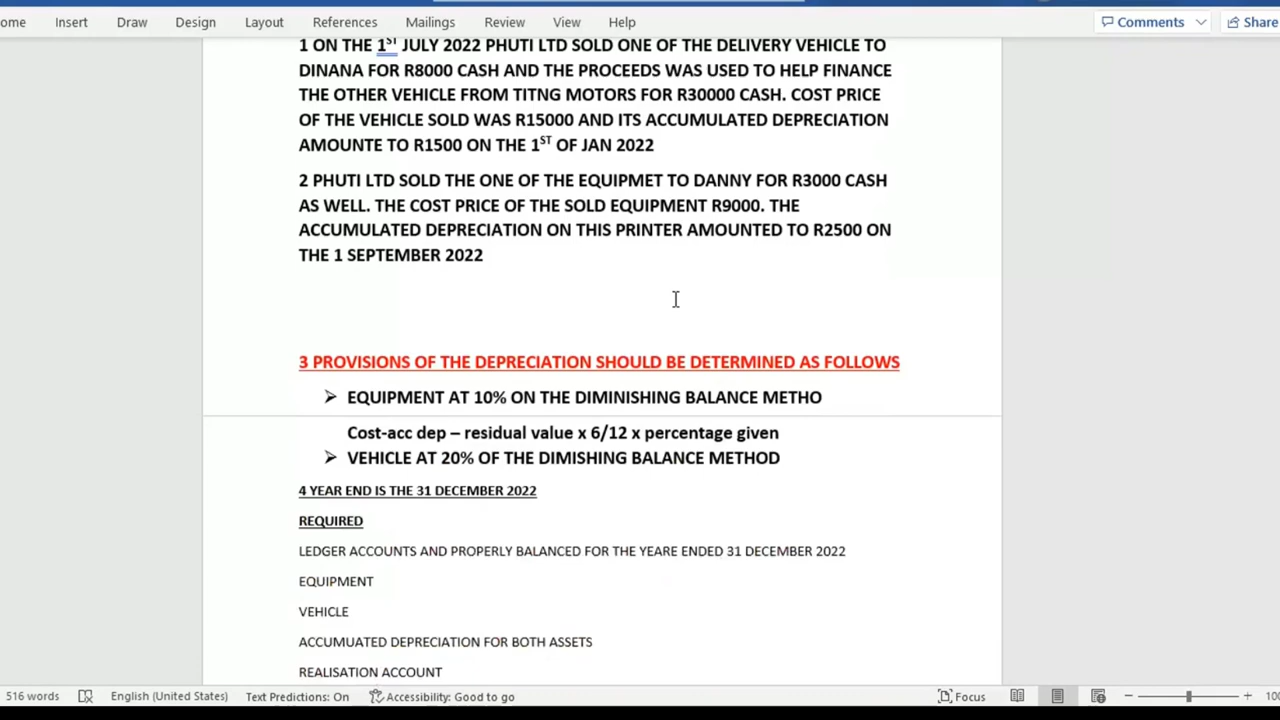 ome Insert Draw Design Layout References Mailings Review View Help Comments Share
1 ON THE 1ST JULY 2022 PHUTI LTD SOLD ONE OF THE DELIVERY VEHICLE TO
DINANA FOR R8000 CASH AND THE PROCEEDS WAS USED TO HELP FINANCE
THE OTHER VEHICLE FROM TITNG MOTORS FOR R30000 CASH. COST PRICE
OF THE VEHICLE SOLD WAS R15000 AND ITS ACCUMULATED DEPRECIATION
AMOUNTE TO R1500 ON THE 1ST OF JAN 2022
2 PHUTI LTD SOLD THE ONE OF THE EQUIPMET TO DANNY FOR R3000 CASH
AS WELL. THE COST PRICE OF THE SOLD EQUIPMENT R9000. THE
ACCUMULATED DEPRECIATION ON THIS PRINTER AMOUNTED TO R2500 ON
THE 1 SEPTEMBER 2022
3 PROVISIONS OF THE DEPRECIATION SHOULD BE DETERMINED AS FOLLOWS
➢ EQUIPMENT AT 10% ON THE DIMINISHING BALANCE METHO
Cost-acc dep – residual value x 6/12 x percentage given
➢ VEHICLE AT 20% OF THE DIMISHING BALANCE METHOD
4 YEAR END IS THE 31 DECEMBER 2022
REQUIRED
LEDGER ACCOUNTS AND PROPERLY BALANCED FOR THE YEARE ENDED 31 DECEMBER 2022
EQUIPMENT
VEHICLE
ACCUMUATED DEPRECIATION FOR BOTH ASSETS
REALISATION ACCOUNT
516 words English (United States) Text Predictions: On Accessibility: Good to go Focus 100